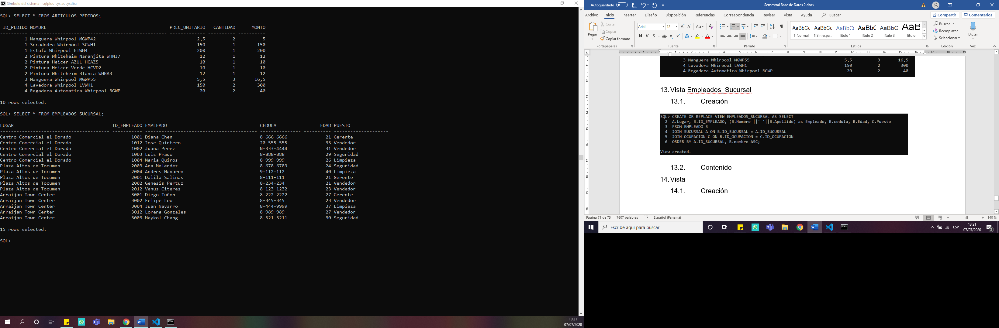 Símbolo del sistema - sqlplus  sys as sysdba
SQL> SELECT * FROM ARTICULOS_PEDIDOS;
ID_PEDIDO NOMBRE PREC_UNITARIO CANTIDAD MONTO
---------- -------------------------------------------------- ------------- ---------- ----------
1 Manguera Whirpool MGWP42 2,5 2 5
1 Secadodra Whirpool SCWH1 150 1 150
1 Estufa Whirpool ETWH4 200 1 200
2 Pintura Whiteheim Naranjita WHNJ7 12 1 12
2 Pintura Heicer AZUL HCAZ5 10 1 10
2 Pintura Heicer Verde HCVD2 10 1 10
2 Pintura Whiteheim Blanca WHBA3 12 1 12
3 Manguera Whirpool MGWP55 5,5 3 16,5
4 Lavadora Whirpool LVWH1 150 2 300
4 Regadera Automatica Whirpool RGWP 20 2 40
10 rows selected.
SQL> SELECT * FROM EMPLEADOS_SUCURSAL;
LUGAR ID_EMPLEADO EMPLEADO CEDULA EDAD PUESTO
---------------------------------------- ----------- ----------------------------------------- --------------- ---------- --------------------
Centro Comercial el Dorado 1001 Diana Chen 8-666-6666 21 Gerente
Centro Comercial el Dorado 1012 Jose Quintero 20-555-555 35 Vendedor
Centro Comercial el Dorado 1002 Juana Perez N-333-4444 31 Vendedor
Centro Comercial el Dorado 1003 Luis Prado 8-888-888 29 Seguridad
Centro Comercial el Dorado 1004 Maria Quiros 8-999-999 26 Limpieza
Plaza Altos de Tocumen 2003 Ana Melendez 8-678-6789 24 Seguridad
Plaza Altos de Tocumen 2004 Andres Navarro 9-112-112 40 Limpieza
Plaza Altos de Tocumen 2001 Dalila Salinas 8-111-111 21 Gerente
Plaza Altos de Tocumen 2002 Genesis Pertuz 8-234-234 21 Vendedor
Plaza Altos de Tocumen 2012 Venus Citeres 8-123-1232 23 Vendedor
Arraijan Town Center 3001 Diego Tuñon 8-222-2222 27 Gerente
Arraijan Town Center 3002 Felipe Loo 8-345-345 23 Vendedor
Arraijan Town Center 3004 Juan Navarro 8-444-9999 37 Limpieza
Arraijan Town Center 3012 Lorena Gonzales 8-989-989 27 Vendedor
Arraijan Town Center 3003 Maykol Chang 8-321-3211 30 Seguridad
15 rows selected.
SQL>
13:21
07/07/2020
Autoguardado
Semestral Base de Datos 2.docx
Archivo Inicio Insertar Diseño Disposición Referencias Correspondencia Revisar Vista Ayuda Buscar Compartir Comentarios
Pegar
Cortar
Copiar
Copiar formato
Portapapeles
Arial 12
Fuente
Párrafo
AaBbCc AaBbCc AaBbCc AaBbC AaBbC AaB
¶ Normal ¶ Sin espa... Título 1 Título 2 Título 3 Título
Estilos
Buscar
Reemplazar
Seleccionar
Edición
Dictar
Voz
3 Manguera Whirpool MGWP55 5,5 3 16,5
4 Lavadora Whirpool LVWH1 150 2 300
4 Regadera Automatica Whirpool RGWP 20 2 40
13. Vista Empleados_Sucursal
13.1. Creación
SQL> CREATE OR REPLACE VIEW EMPLEADOS_SUCURSAL AS SELECT
2 A.Lugar, B.ID_EMPLEADO, (B.Nombre ||' '||B.Apellido) as Empleado, B.cedula, B.Edad, C.Puesto
3 FROM EMPLEADO B
4 JOIN SUCURSAL A ON B.ID_SUCURSAL = A.ID_SUCURSAL
5 JOIN OCUPACION C ON B.ID_OCUPACION = C.ID_OCUPACION
6 ORDER BY A.ID_SUCURSAL, B.nombre ASC;
View created.
13.2. Contenido
14. Vista
14.1. Creación
Página 71 de 75 7607 palabras Español (Panamá) 140 %
Escribe aquí para buscar
ESP
13:21
07/07/2020
2